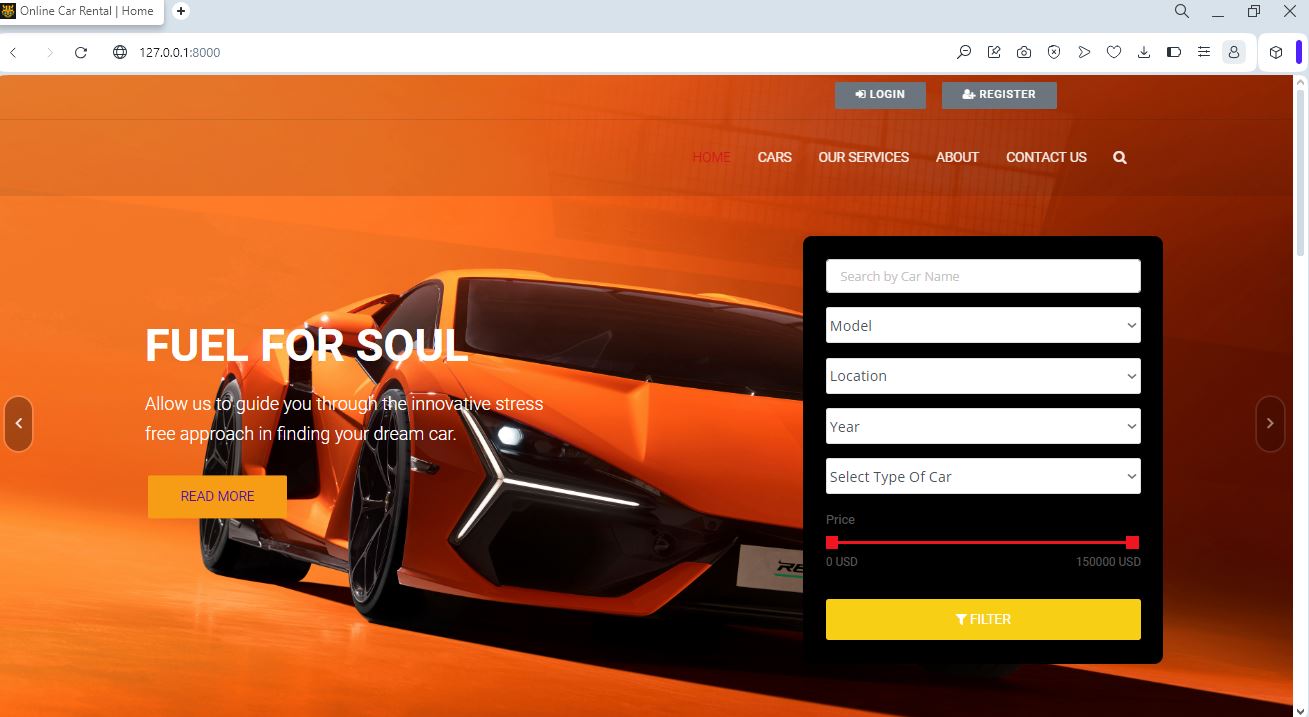 Online Car Rental | Home
127.0.0.1:8000
LOGIN
REGISTER
HOME
CARS
OUR SERVICES
ABOUT
CONTACT US
Search by Car Name
Model
Location
Year
Select Type Of Car
Price
0 USD
150000 USD
FILTER
FUEL FOR SOUL
Allow us to guide you through the innovative stress
free approach in finding your dream car.
READ MORE